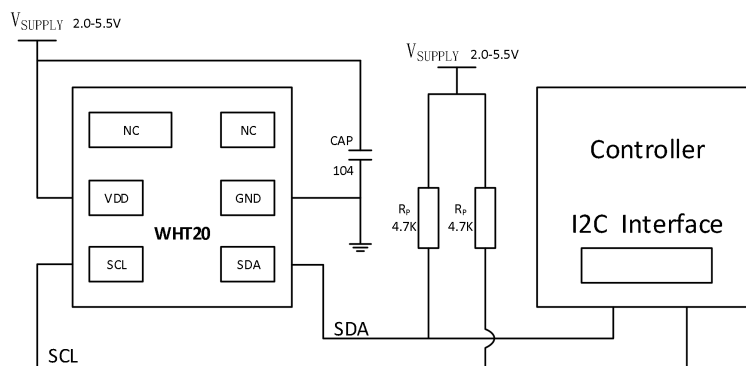 VSUPPLY 2.0-5.5V
VSUPPLY 2.0-5.5V
NC
NC
CAP
104
Controller
VDD
GND
RP
4.7K
RP
4.7K
I2C Interface
WHT20
SCL
SDA
SDA
SCL